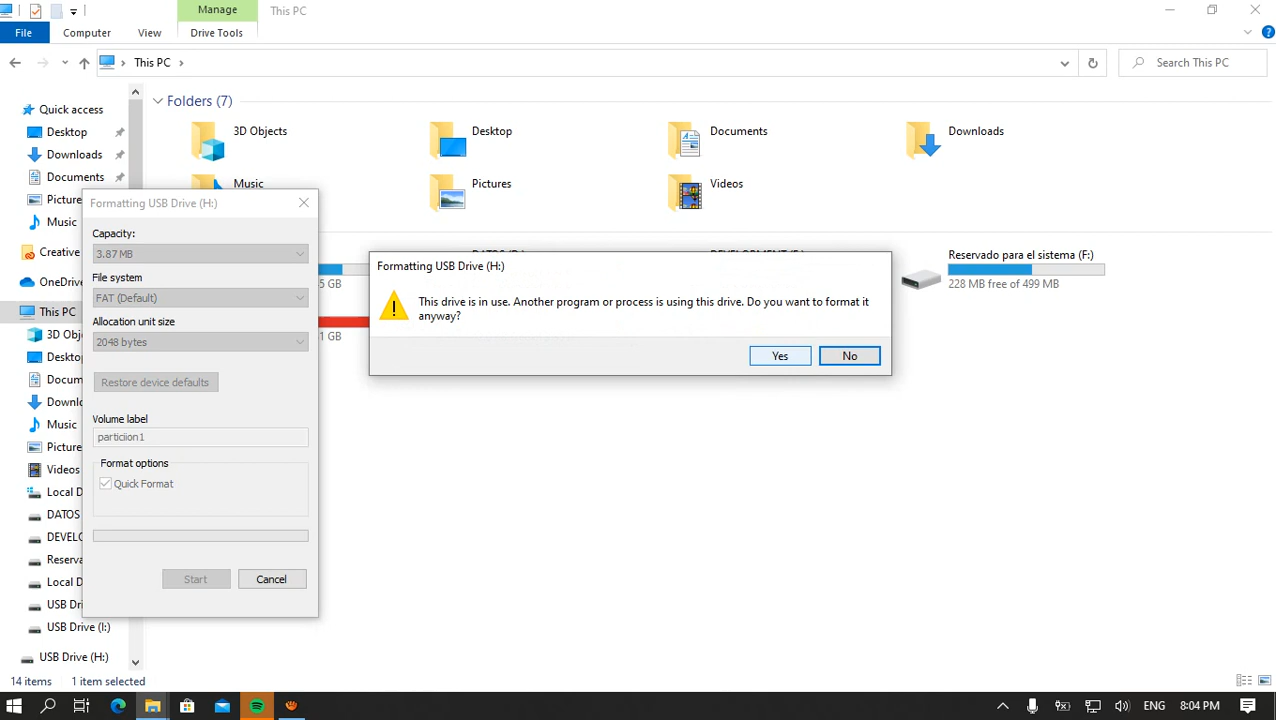 Manage
This PC
File
Computer
View
Drive Tools
This PC
Search This PC
Quick access
Desktop
Downloads
Documents
Music
Creative
This PC
Desktop
Music
Videos
DATOS
USB Drive (I:)
USB Drive (H:)
Folders (7)
3D Objects
Desktop
Documents
Downloads
Music
Pictures
Videos
Reservado para el sistema (F:)
228 MB free of 499 MB
GB
GB
Formatting USB Drive (H:)
Capacity:
3.87 MB
File system
FAT (Default)
Allocation unit size
2048 bytes
Restore device defaults
Volume label
particiion1
Format options
Quick Format
Start
Cancel
Formatting USB Drive (H:)
This drive is in use. Another program or process is using this drive. Do you want to format it
anyway?
Yes
No
14 items
1 item selected
ENG
8:04 PM